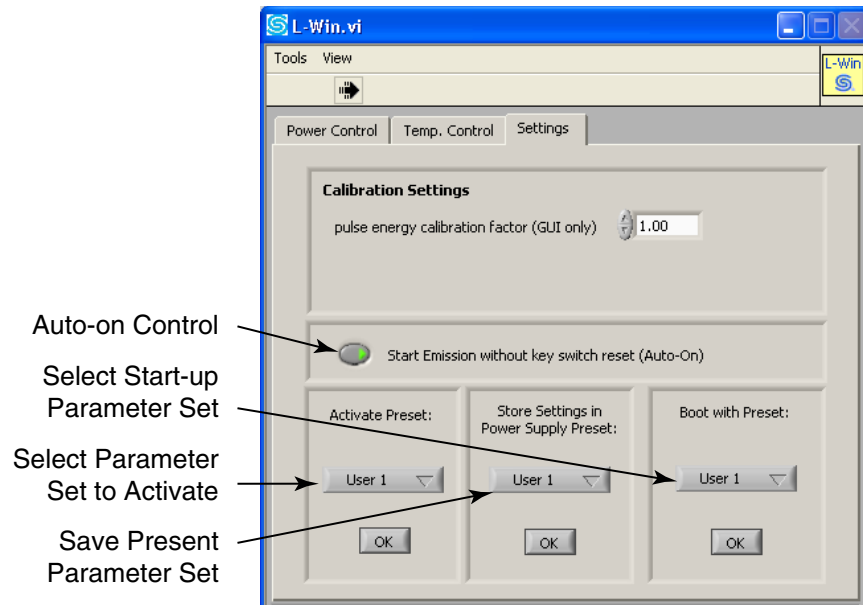 L-Win.vi
Tools View
L-Win
Power Control Temp. Control Settings
Calibration Settings
pulse energy calibration factor (GUI only) 1.00
Auto-on Control
Start Emission without key switch reset (Auto-On)
Select Start-up
Parameter Set
Select Parameter
Set to Activate
Save Present
Parameter Set
Activate Preset:
User 1
OK
Store Settings in
Power Supply Preset:
User 1
OK
Boot with Preset:
User 1
OK